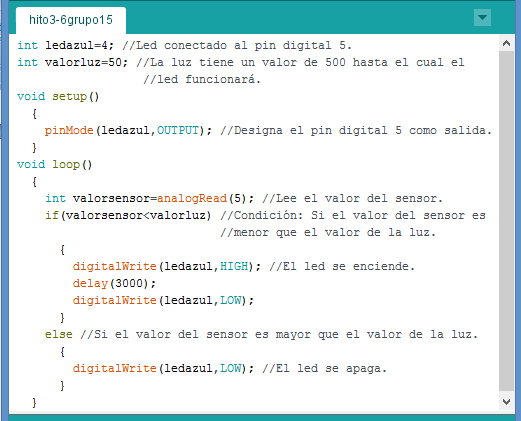 hito3-6grupo15
int ledazul=4; //Led conectado al pin digital 5.
int valorluz=50; //La luz tiene un valor de 500 hasta el cual el
//led funcionará.
void setup()
{
pinMode(ledazul,OUTPUT); //Designa el pin digital 5 como salida.
}
void loop()
{
int valorsensor=analogRead(5); //Lee el valor del sensor.
if(valorsensor<valorluz) //Condición: Si el valor del sensor es
//menor que el valor de la luz.
{
digitalWrite(ledazul,HIGH); //El led se enciende.
delay(3000);
digitalWrite(ledazul,LOW);
}
else //Si el valor del sensor es mayor que el valor de la luz.
{
digitalWrite(ledazul,LOW); //El led se apaga.
}
}